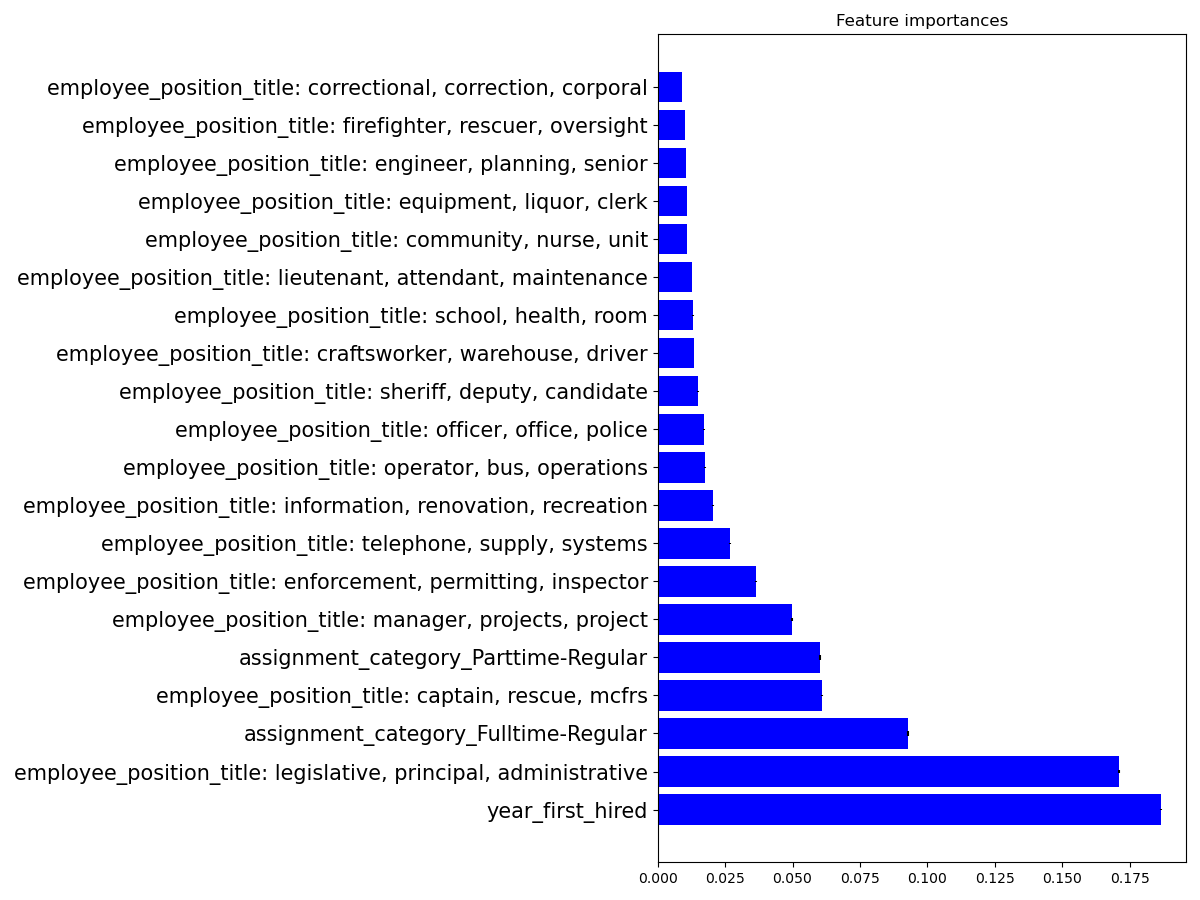 Feature importances
employee_position_title: correctional, correction, corporal
employee_position_title: firefighter, rescuer, oversight
employee_position_title: engineer, planning, senior
employee_position_title: equipment, liquor, clerk
employee_position_title: community, nurse, unit
employee_position_title: lieutenant, attendant, maintenance
employee_position_title: school, health, room
employee_position_title: craftsworker, warehouse, driver
employee_position_title: sheriff, deputy, candidate
employee_position_title: officer, office, police
employee_position_title: operator, bus, operations
employee_position_title: information, renovation, recreation
employee_position_title: telephone, supply, systems
employee_position_title: enforcement, permitting, inspector
employee_position_title: manager, projects, project
assignment_category_Parttime-Regular
employee_position_title: captain, rescue, mcfrs
assignment_category_Fulltime-Regular
employee_position_title: legislative, principal, administrative
year_first_hired
0.000 0.025 0.050 0.075 0.100 0.125 0.150 0.175